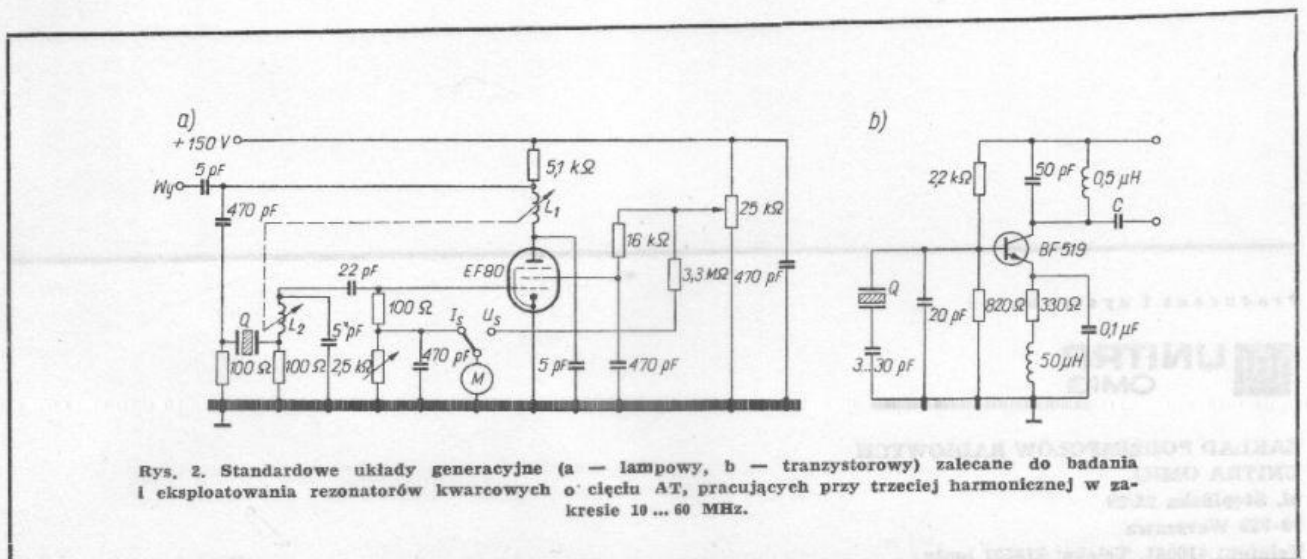 a)
+ 150 V
5 pF
Wy
470 pF
5,1 kΩ
L1
25 kΩ
16 kΩ
3,3 MΩ
470 pF
EF80
22 pF
100 Ω
Is
Us
Q
L2
5* pF
100 Ω
100 Ω
2,5 kΩ
470 pF
M
5 pF
470 pF
b)
2,2 kΩ
50 pF
0,5 μH
C
BF 519
Q
20 pF
820Ω
330Ω
0,1 μF
3...30 pF
50μH
Rys. 2. Standardowe układy generacyjne (a — lampowy, b — tranzystorowy) zalecane do badania
i eksploatowania rezonatorów kwarcowych o cięciu AT, pracujących przy trzeciej harmonicznej w za-
kresie 10 ... 60 MHz.